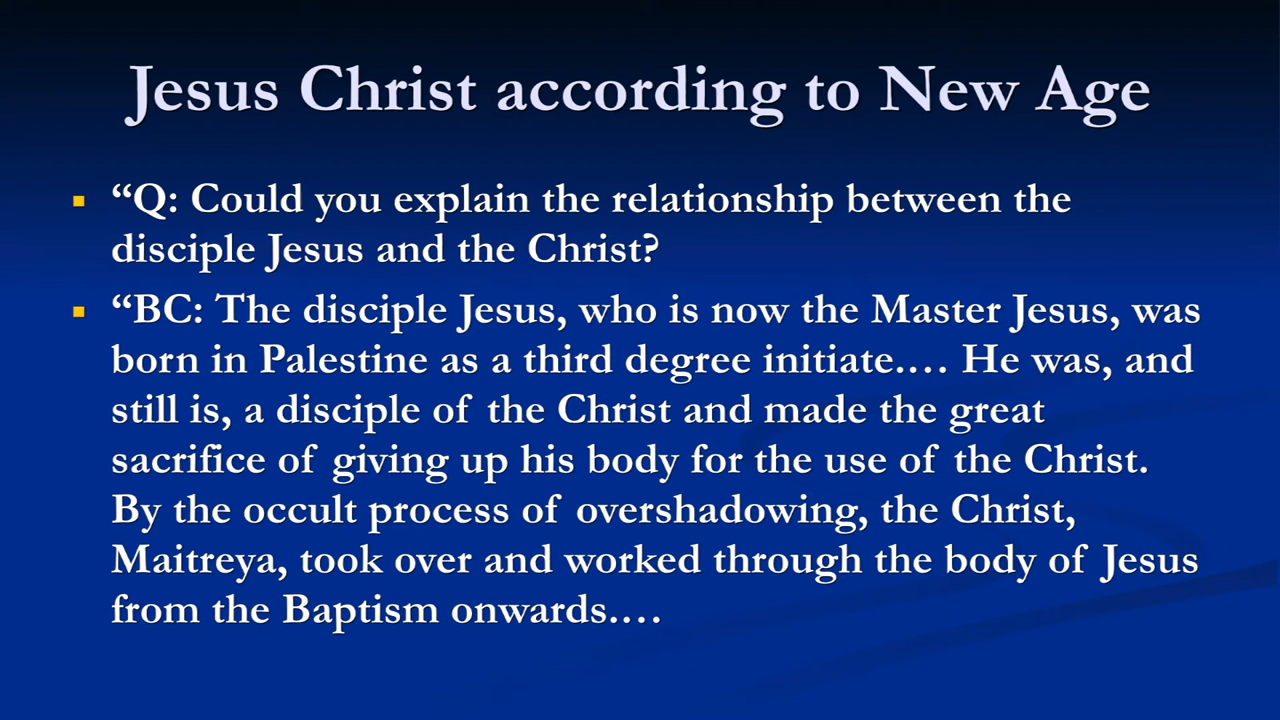 Jesus Christ according to New Age
“Q: Could you explain the relationship between the
disciple Jesus and the Christ?
“BC: The disciple Jesus, who is now the Master Jesus, was
born in Palestine as a third degree initiate.… He was, and
still is, a disciple of the Christ and made the great
sacrifice of giving up his body for the use of the Christ.
By the occult process of overshadowing, the Christ,
Maitreya, took over and worked through the body of Jesus
from the Baptism onwards.…